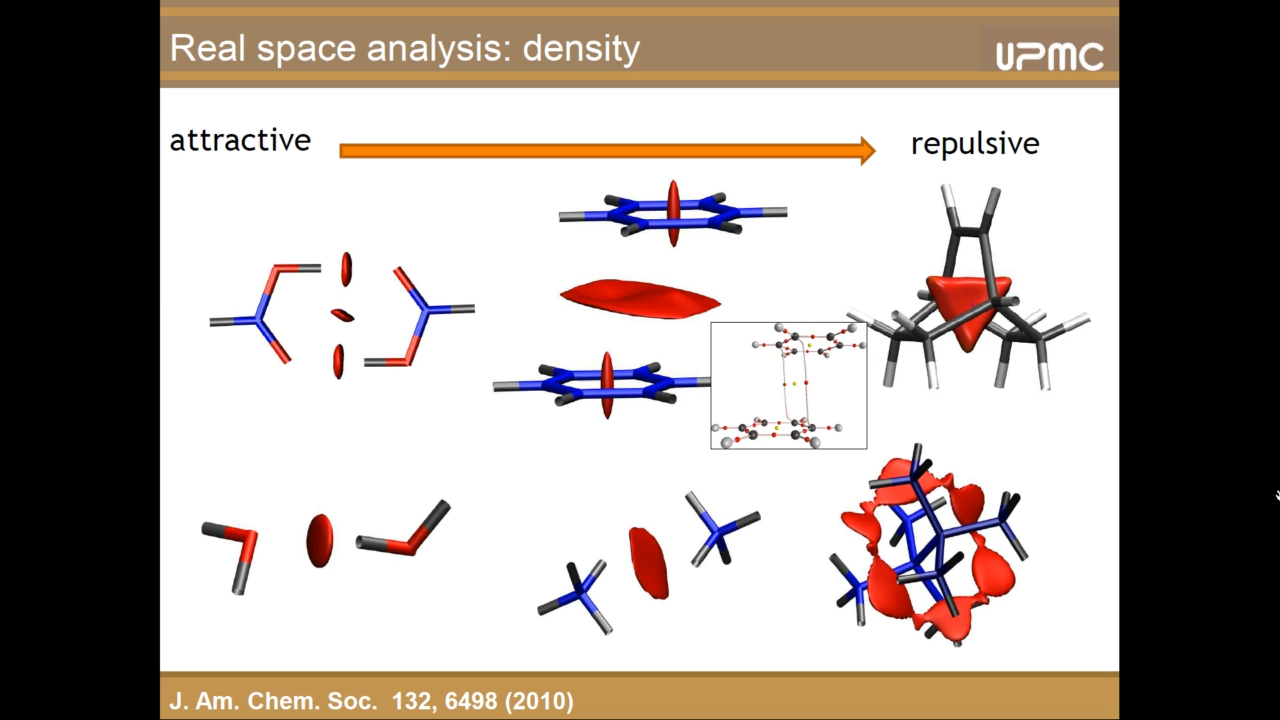 Real space analysis: density
UPMC
attractive
repulsive
J. Am. Chem. Soc. 132, 6498 (2010)